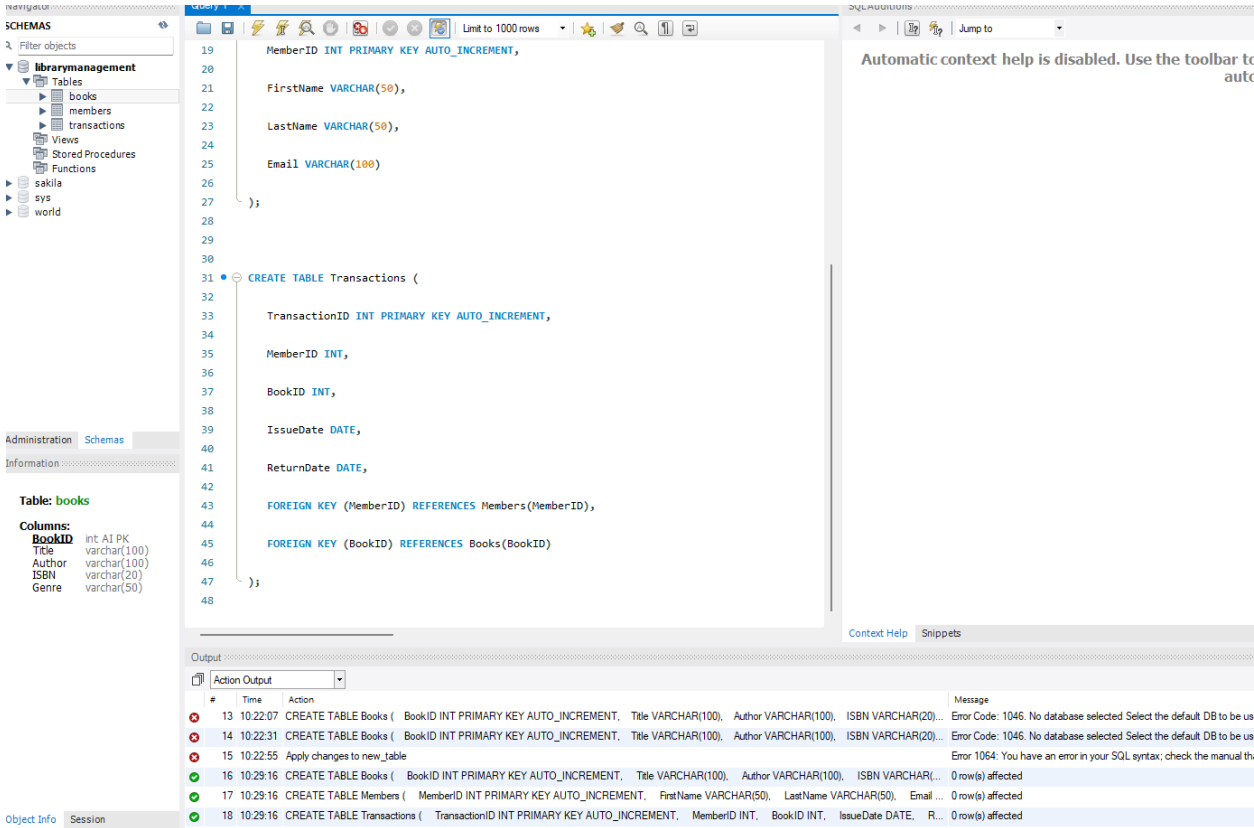 Navigator
Query 1
SQLAdditions
SCHEMAS
Filter objects
librarymanagement
Tables
books
members
transactions
Views
Stored Procedures
Functions
sakila
sys
world
Administration Schemas
Information
Table: books
Columns:
BookID int AI PK
Title varchar(100)
Author varchar(100)
ISBN varchar(20)
Genre varchar(50)
Object Info Session
Limit to 1000 rows
19 MemberID INT PRIMARY KEY AUTO_INCREMENT,
20
21 FirstName VARCHAR(50),
22
23 LastName VARCHAR(50),
24
25 Email VARCHAR(100)
26
27 );
28
29
30
31 CREATE TABLE Transactions (
32
33 TransactionID INT PRIMARY KEY AUTO_INCREMENT,
34
35 MemberID INT,
36
37 BookID INT,
38
39 IssueDate DATE,
40
41 ReturnDate DATE,
42
43 FOREIGN KEY (MemberID) REFERENCES Members(MemberID),
44
45 FOREIGN KEY (BookID) REFERENCES Books(BookID)
46
47 );
48
Jump to
Automatic context help is disabled. Use the toolbar to
auto
Context Help Snippets
Output
Action Output
# Time Action Message
13 10:22:07 CREATE TABLE Books ( BookID INT PRIMARY KEY AUTO_INCREMENT, Title VARCHAR(100), Author VARCHAR(100), ISBN VARCHAR(20)... Error Code: 1046. No database selected Select the default DB to be us
14 10:22:31 CREATE TABLE Books ( BookID INT PRIMARY KEY AUTO_INCREMENT, Title VARCHAR(100), Author VARCHAR(100), ISBN VARCHAR(20)... Error Code: 1046. No database selected Select the default DB to be us
15 10:22:55 Apply changes to new_table Error 1064: You have an error in your SQL syntax; check the manual tha
16 10:29:16 CREATE TABLE Books ( BookID INT PRIMARY KEY AUTO_INCREMENT, Title VARCHAR(100), Author VARCHAR(100), ISBN VARCHAR(... 0 row(s) affected
17 10:29:16 CREATE TABLE Members ( MemberID INT PRIMARY KEY AUTO_INCREMENT, FirstName VARCHAR(50), LastName VARCHAR(50), Email ... 0 row(s) affected
18 10:29:16 CREATE TABLE Transactions ( TransactionID INT PRIMARY KEY AUTO_INCREMENT, MemberID INT, BookID INT, IssueDate DATE, R... 0 row(s) affected